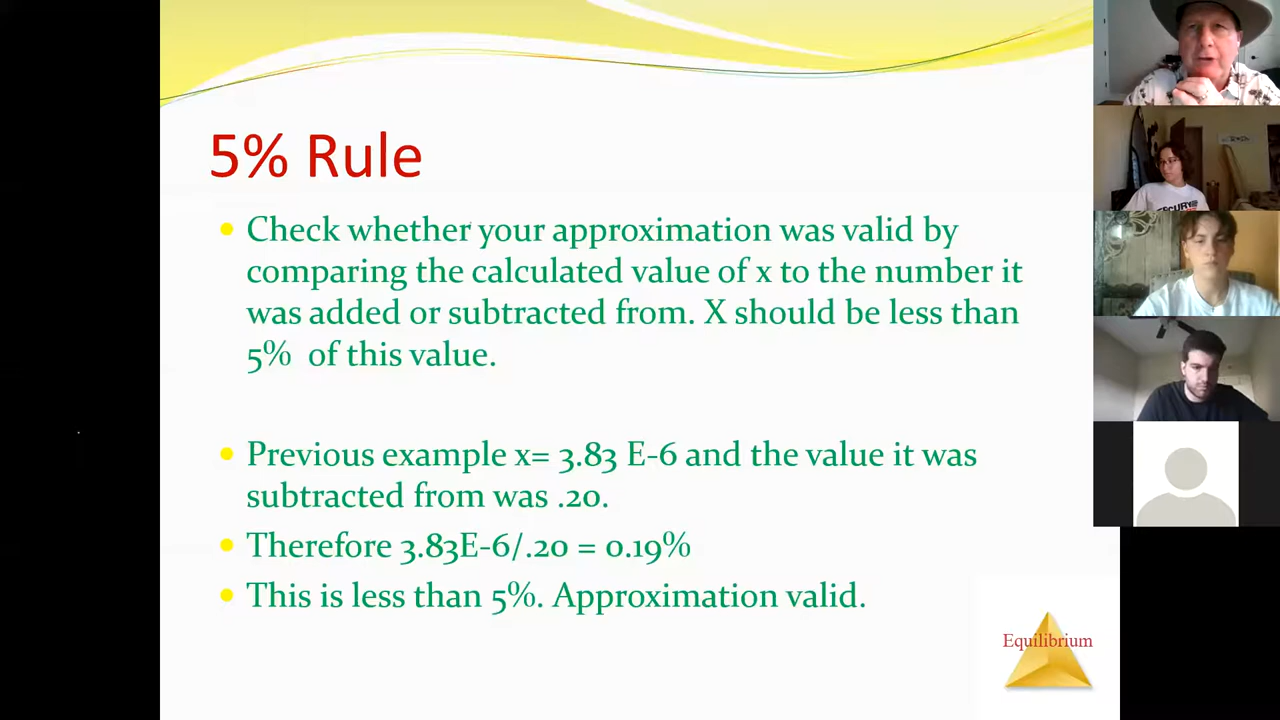 5% Rule
Check whether your approximation was valid by
comparing the calculated value of x to the number it
was added or subtracted from. X should be less than
5% of this value.
Previous example x= 3.83 E-6 and the value it was
subtracted from was .20.
Therefore 3.83E-6/.20 = 0.19%
This is less than 5%. Approximation valid.
Equilibrium